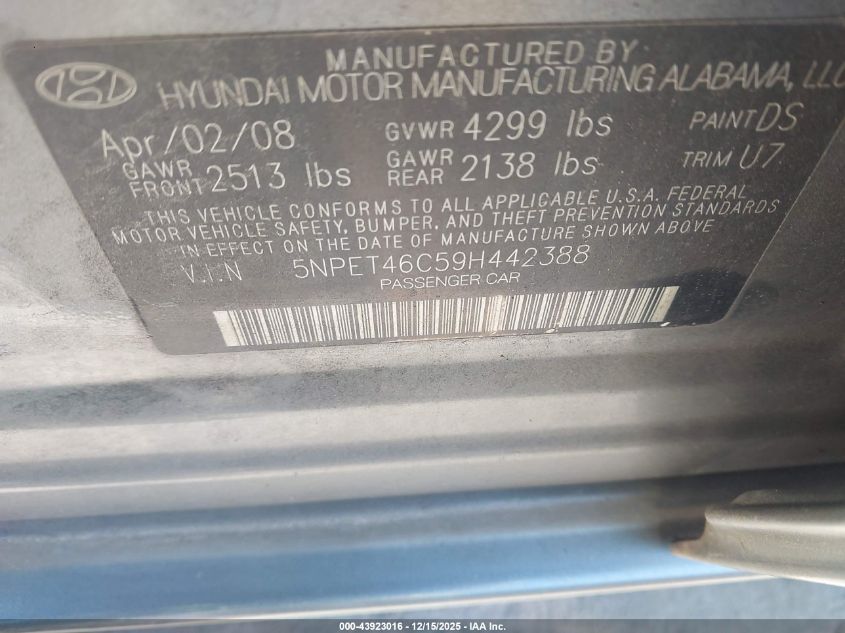 MANUFACTURED BY
HYUNDAI MOTOR MANUFACTURING ALABAMA, LLC
Apr/02/08 GVWR 4299 lbs PAINT DS
GAWR FRONT 2513 lbs GAWR REAR 2138 lbs TRIM U7
THIS VEHICLE CONFORMS TO ALL APPLICABLE U.S.A. FEDERAL
MOTOR VEHICLE SAFETY, BUMPER, AND THEFT PREVENTION STANDARDS
IN EFFECT ON THE DATE OF MANUFACTURE SHOWN ABOVE
V.I.N 5NPET46C59H442388
PASSENGER CAR
000-43923016 - 12/15/2025 - IAA Inc.